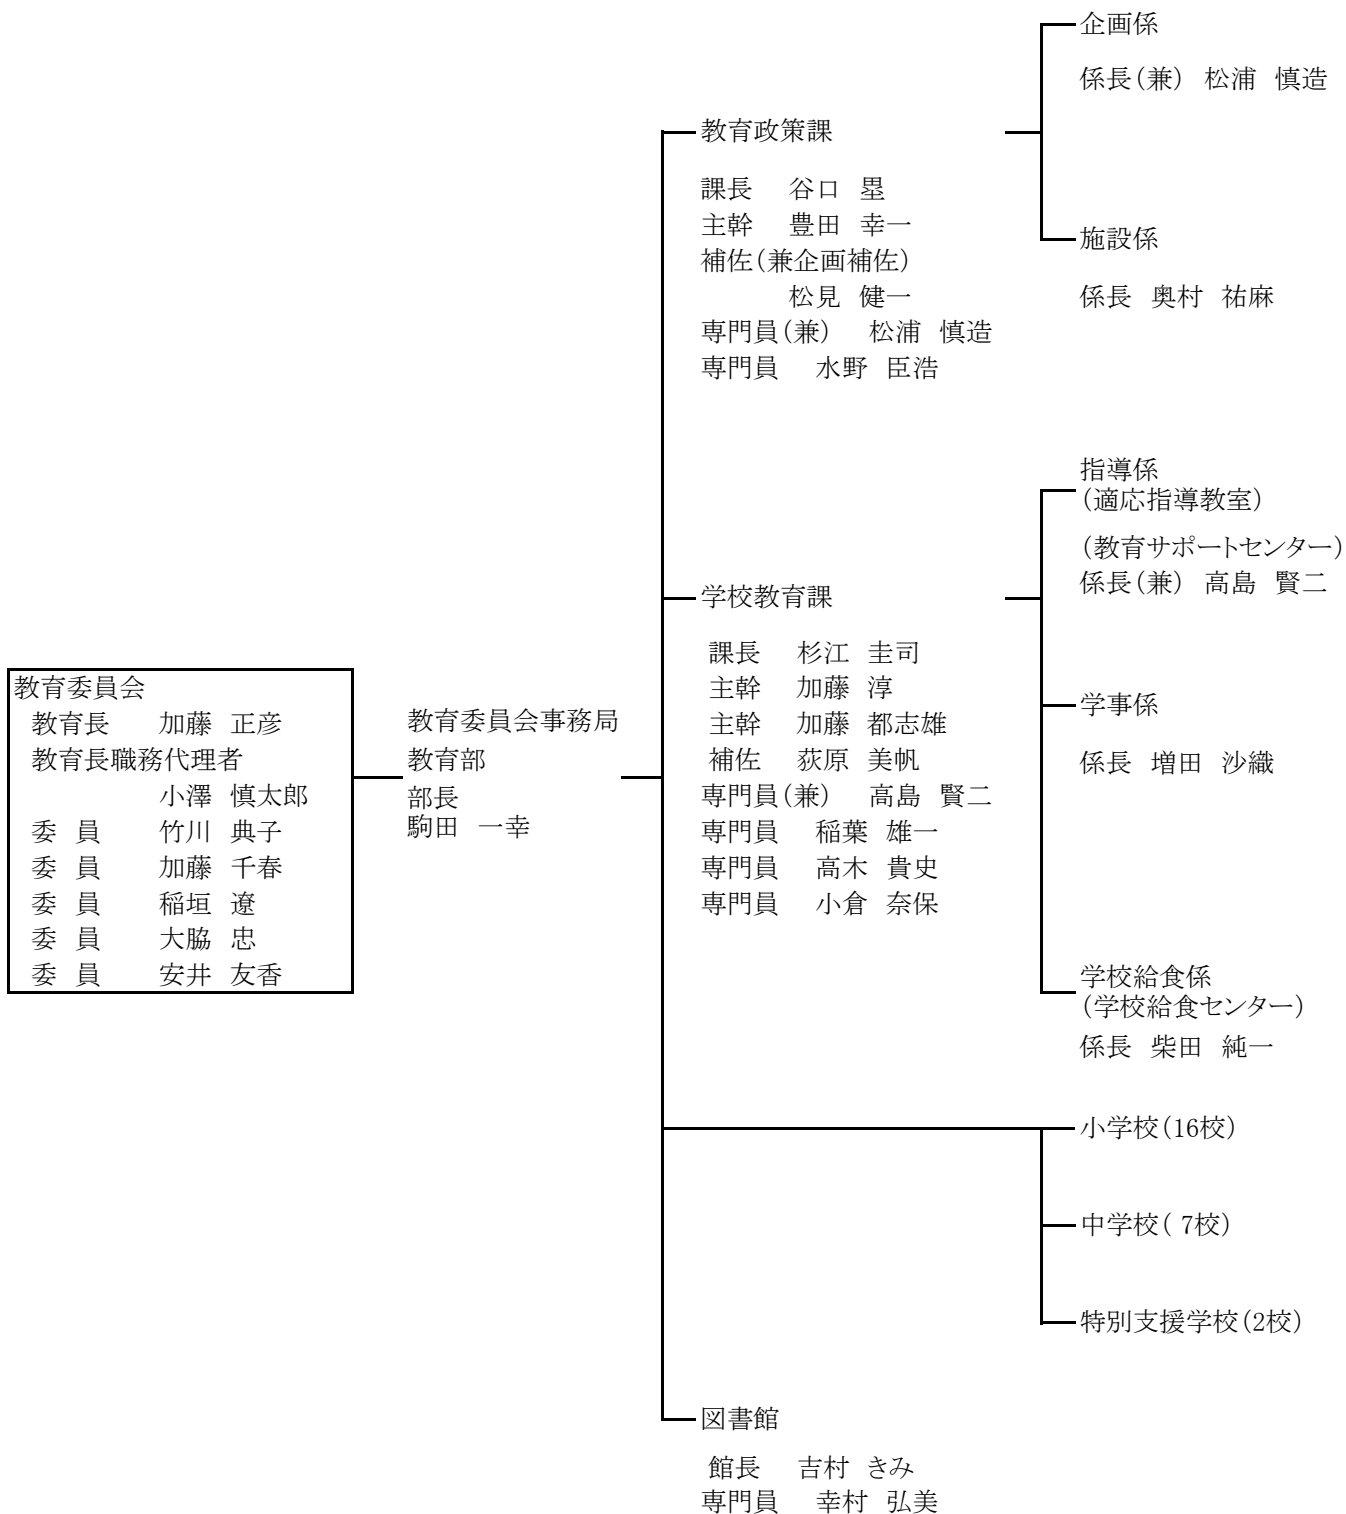 教育委員会
教育長 加藤 正彦
教育長職務代理者
小澤 慎太郎
委 員 竹川 典子
委 員 加藤 千春
委 員 稲垣 遼
委 員 大脇 忠
委 員 安井 友香
教育委員会事務局
教育部
部長
駒田 一幸
教育政策課
課長 谷口 塁
主幹 豊田 幸一
補佐(兼企画補佐)
松見 健一
専門員(兼) 松浦 慎造
専門員 水野 臣浩
企画係
係長(兼) 松浦 慎造
施設係
係長 奥村 祐麻
学校教育課
課長 杉江 圭司
主幹 加藤 淳
主幹 加藤 都志雄
補佐 荻原 美帆
専門員(兼) 高島 賢二
専門員 稲葉 雄一
専門員 高木 貴史
専門員 小倉 奈保
指導係
(適応指導教室)
(教育サポートセンター)
係長(兼) 高島 賢二
学事係
係長 増田 沙織
学校給食係
(学校給食センター)
係長 柴田 純一
小学校(16校)
中学校( 7校)
特別支援学校(2校)
図書館
館長 吉村 きみ
専門員 幸村 弘美